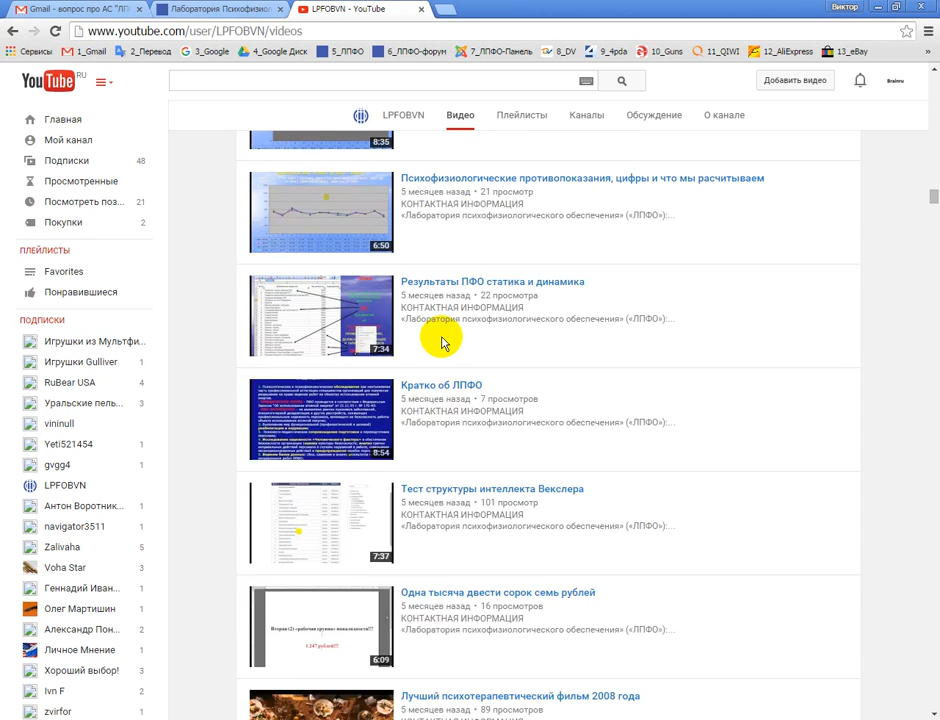 Gmail - вопрос про АС "ЛПГ
Лаборатория Психофизиол
LPFOBVN - YouTube
Виктор
www.youtube.com/user/LPFOBVN/videos
Сервисы 1_Gmail 2_Перевод 3_Google 4_Google Диск 5_ЛПФО 6_ЛПФО-форум 7_ЛПФО-Панель 8_DV 9_4pda 10_Guns 11_QIWI 12_AliExpress 13_eBay »
YouTube RU
Добавить видео
Brainru
LPFOBVN Видео Плейлисты Каналы Обсуждение О канале
Главная
Мой канал
Подписки 48
Просмотренные
Посмотреть поз... 21
Покупки 2
ПЛЕЙЛИСТЫ
Favorites
Понравившиеся
ПОДПИСКИ
Игрушки из Мультфи...
Игрушки Gulliver 1
RuBear USA 4
Уральские пель... 3
vininull
Yeti521454 1
gvgg4 1
LPFOBVN
Антон Воротник... 1
navigator3511 1
Zalivaha 5
Voha Star 3
Геннадий Иван... 1
Олег Мартишин 1
Александр Пон... 2
Личное Мнение 1
Хороший выбор! 3
Ivn F 2
zvirfor 1
8:35
6:50
Психофизиологические противопоказания, цифры и что мы расчитываем
5 месяцев назад • 21 просмотр
КОНТАКТНАЯ ИНФОРМАЦИЯ
«Лаборатория психофизиологического обеспечения» («ЛПФО»):...
7:34
Результаты ПФО статика и динамика
5 месяцев назад • 22 просмотра
КОНТАКТНАЯ ИНФОРМАЦИЯ
«Лаборатория психофизиологического обеспечения» («ЛПФО»):...
8:54
Кратко об ЛПФО
5 месяцев назад • 7 просмотров
КОНТАКТНАЯ ИНФОРМАЦИЯ
«Лаборатория психофизиологического обеспечения» («ЛПФО»):...
7:37
Тест структуры интеллекта Векслера
5 месяцев назад • 101 просмотр
КОНТАКТНАЯ ИНФОРМАЦИЯ
«Лаборатория психофизиологического обеспечения» («ЛПФО»):...
1.247 рублей!!!
6:09
Одна тысяча двести сорок семь рублей
5 месяцев назад • 16 просмотров
КОНТАКТНАЯ ИНФОРМАЦИЯ
«Лаборатория психофизиологического обеспечения» («ЛПФО»):...
Лучший психотерапевтический фильм 2008 года
5 месяцев назад • 89 просмотров